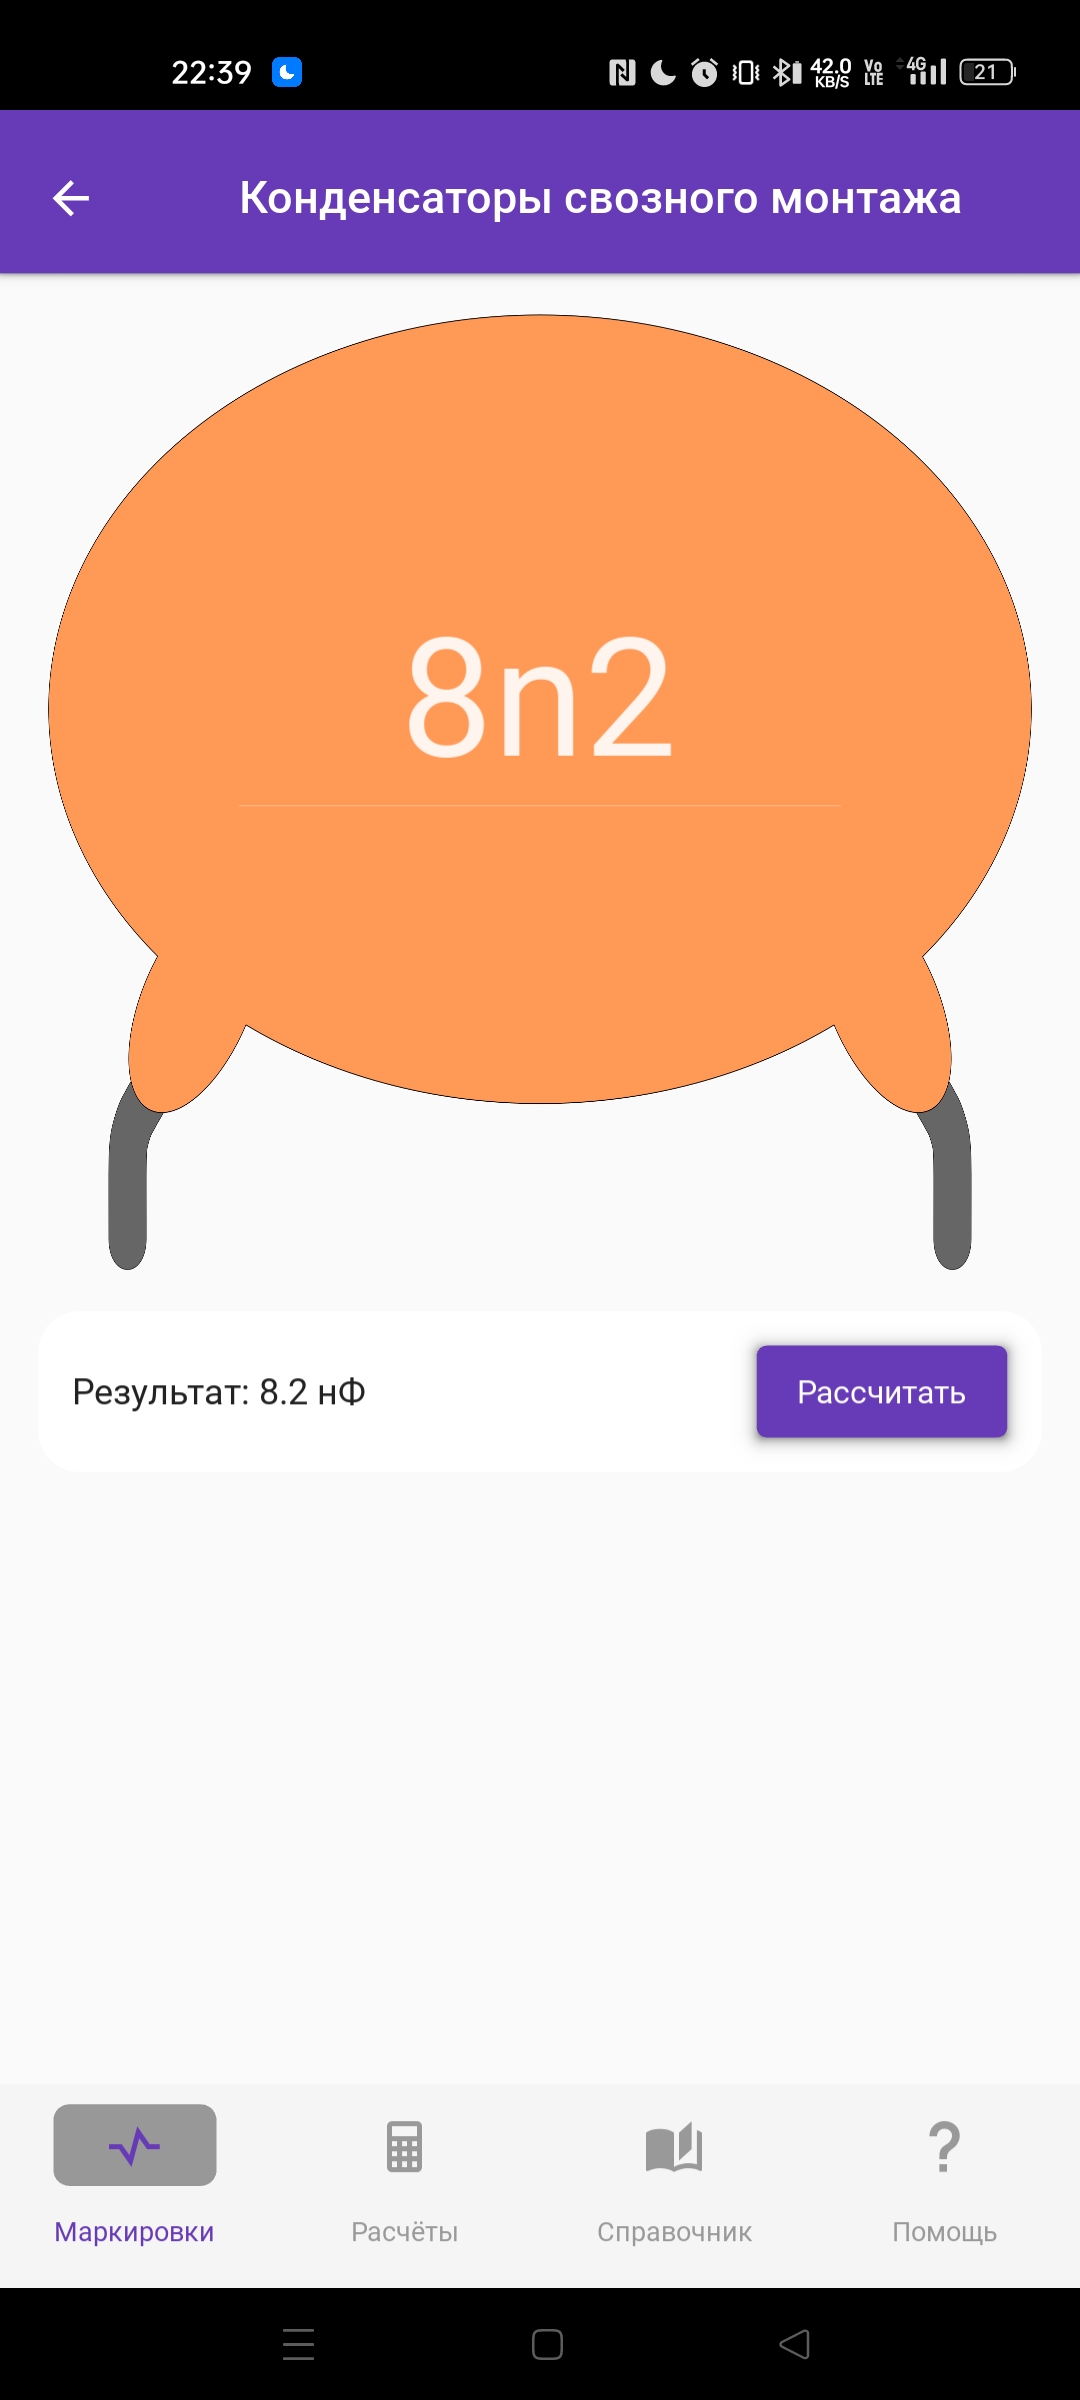 22:39 42.0 KB/S Vo LTE 4G 21
Конденсаторы свозного монтажа
8n2
Результат: 8.2 нФ
Рассчитать
Маркировки Расчёты Справочник Помощь